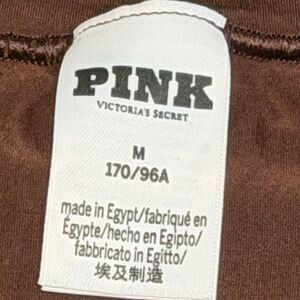 PINK
VICTORIA'S SECRET
M
170/96A
made in Egypt/fabriqué en
Égypte/hecho en Egipto/
fabbricato in Egitto/
埃及制造